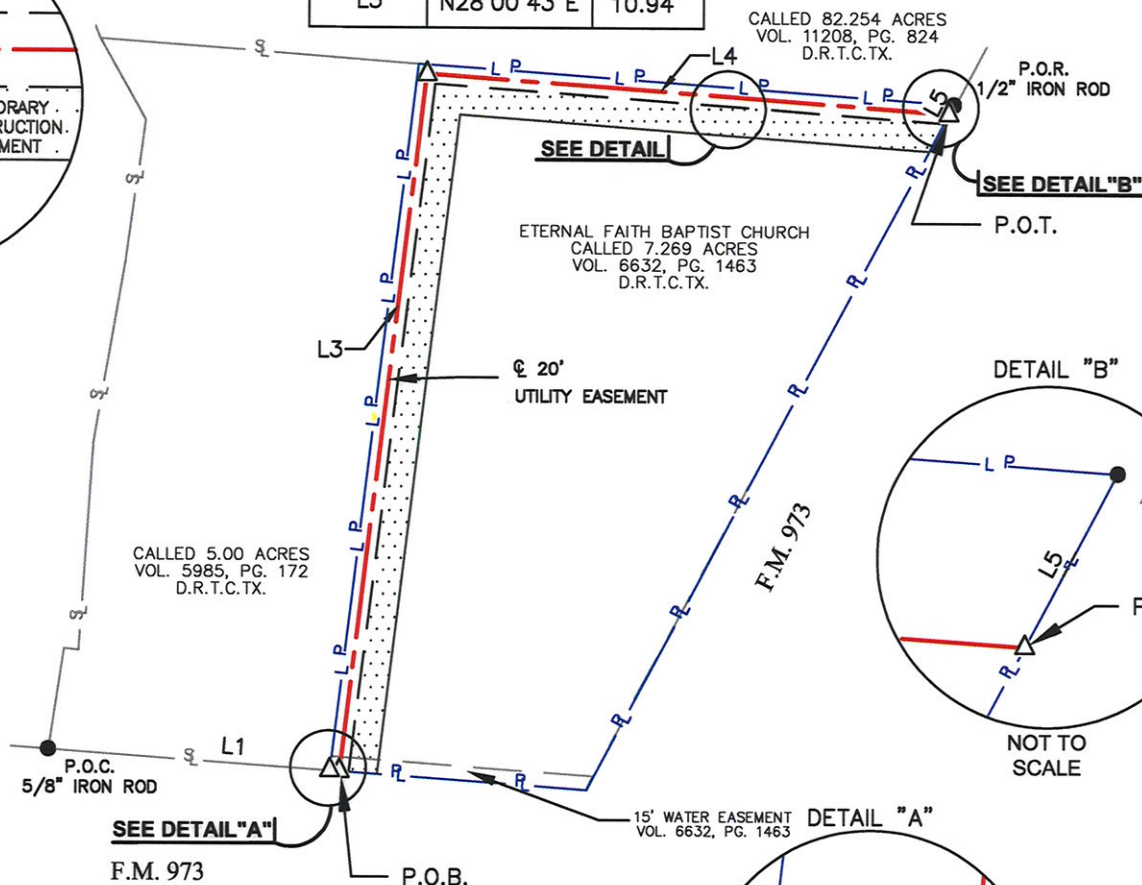 L5 N28°00'43"E 10.94'
CALLED 82.254 ACRES
VOL. 11208, PG. 824
D.R.T.C.TX.
L4
P.O.R.
1/2" IRON ROD
L5
SEE DETAIL
SEE DETAIL"B"
P.O.T.
ETERNAL FAITH BAPTIST CHURCH
CALLED 7.269 ACRES
VOL. 6632, PG. 1463
D.R.T.C.TX.
L3
℄ 20'
UTILITY EASEMENT
F.M. 973
CALLED 5.00 ACRES
VOL. 5985, PG. 172
D.R.T.C.TX.
DETAIL "B"
L P
L5
NOT TO
SCALE
L1
P.O.C.
5/8" IRON ROD
SEE DETAIL"A"
F.M. 973
P.O.B.
15' WATER EASEMENT
VOL. 6632, PG. 1463
DETAIL "A"